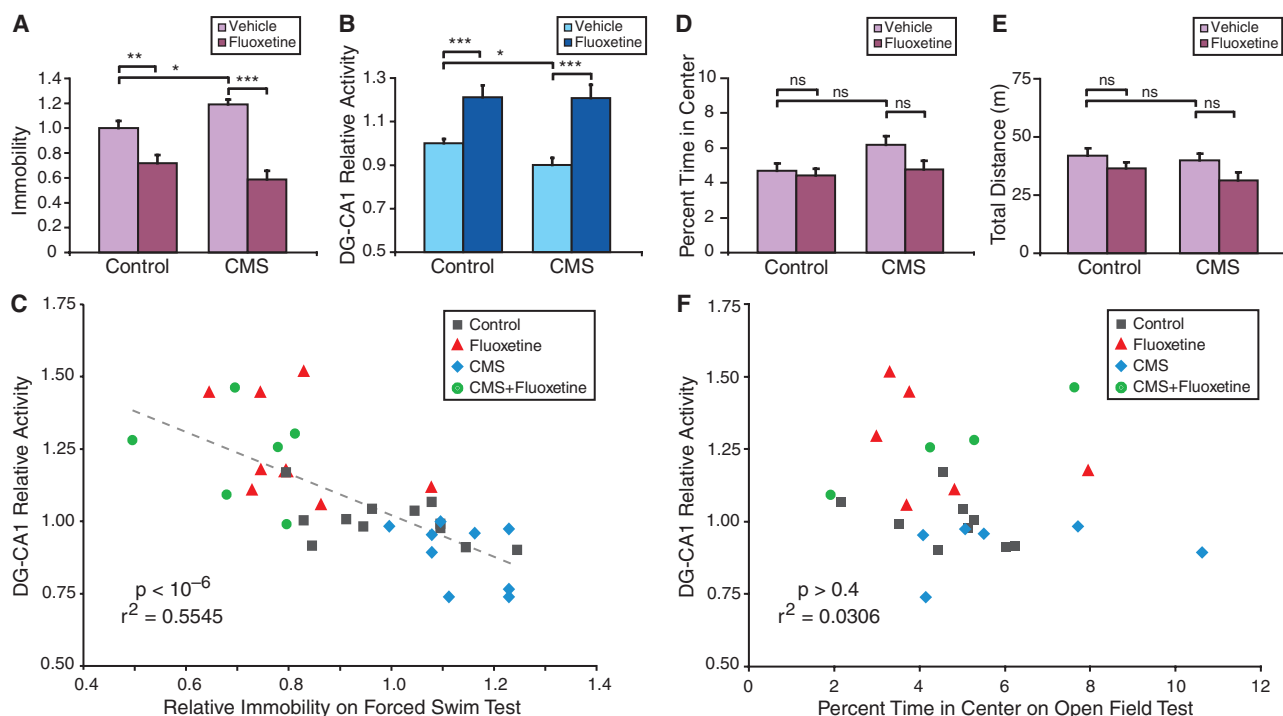 A
Vehicle
Fluoxetine
**
*
***
Immobility
1.4
1.2
1.0
0.8
0.6
0.4
0.2
0
Control
CMS
B
Vehicle
Fluoxetine
***
*
***
DG-CA1 Relative Activity
1.3
1.1
0.9
0.7
0.5
Control
CMS
D
Vehicle
Fluoxetine
ns
ns
ns
Percent Time in Center
10
8
6
4
2
0
Control
CMS
E
Vehicle
Fluoxetine
ns
ns
ns
Total Distance (m)
75
50
25
0
Control
CMS
C
Control
Fluoxetine
CMS
CMS+Fluoxetine
DG-CA1 Relative Activity
1.75
1.50
1.25
1.00
0.75
0.50
p < 10⁻⁶
r² = 0.5545
0.4
0.6
0.8
1.0
1.2
1.4
Relative Immobility on Forced Swim Test
F
Control
Fluoxetine
CMS
CMS+Fluoxetine
DG-CA1 Relative Activity
1.75
1.50
1.25
1.00
0.75
0.50
p > 0.4
r² = 0.0306
0
2
4
6
8
10
12
Percent Time in Center on Open Field Test